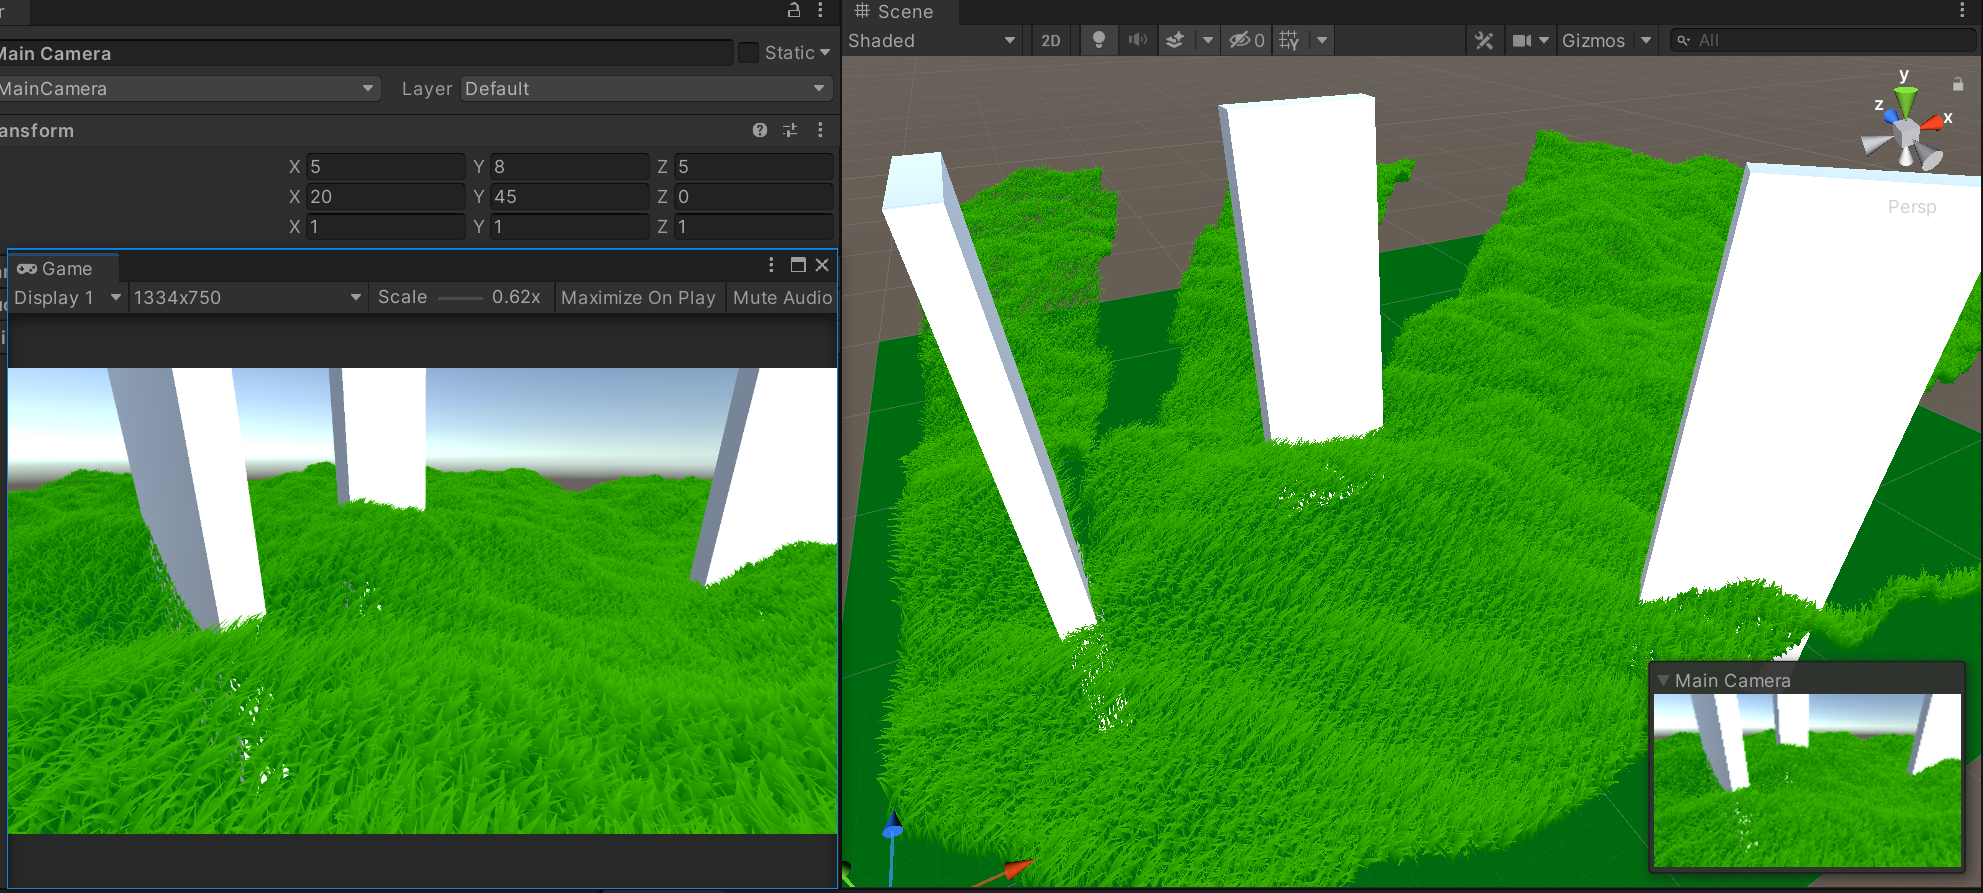 r
Main Camera
Static
MainCamera
Layer Default
ansform
X 5 Y 8 Z 5
X 20 Y 45 Z 0
X 1 Y 1 Z 1
Game
Display 1 1334x750 Scale 0.62x Maximize On Play Mute Audio
Scene
Shaded 2D 0 Gizmos All
y
z
x
Persp
Main Camera